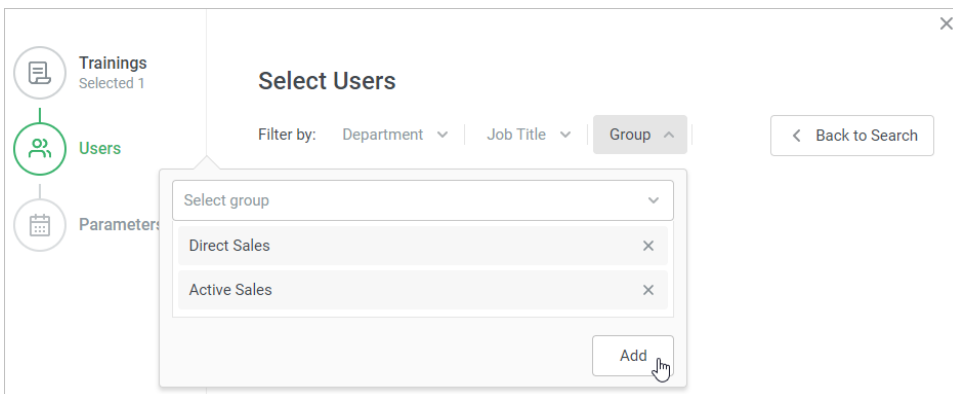 Trainings
Selected 1
Users
Parameters
Select Users
Filter by: Department Job Title Group
Back to Search
Select group
Direct Sales
Active Sales
Add